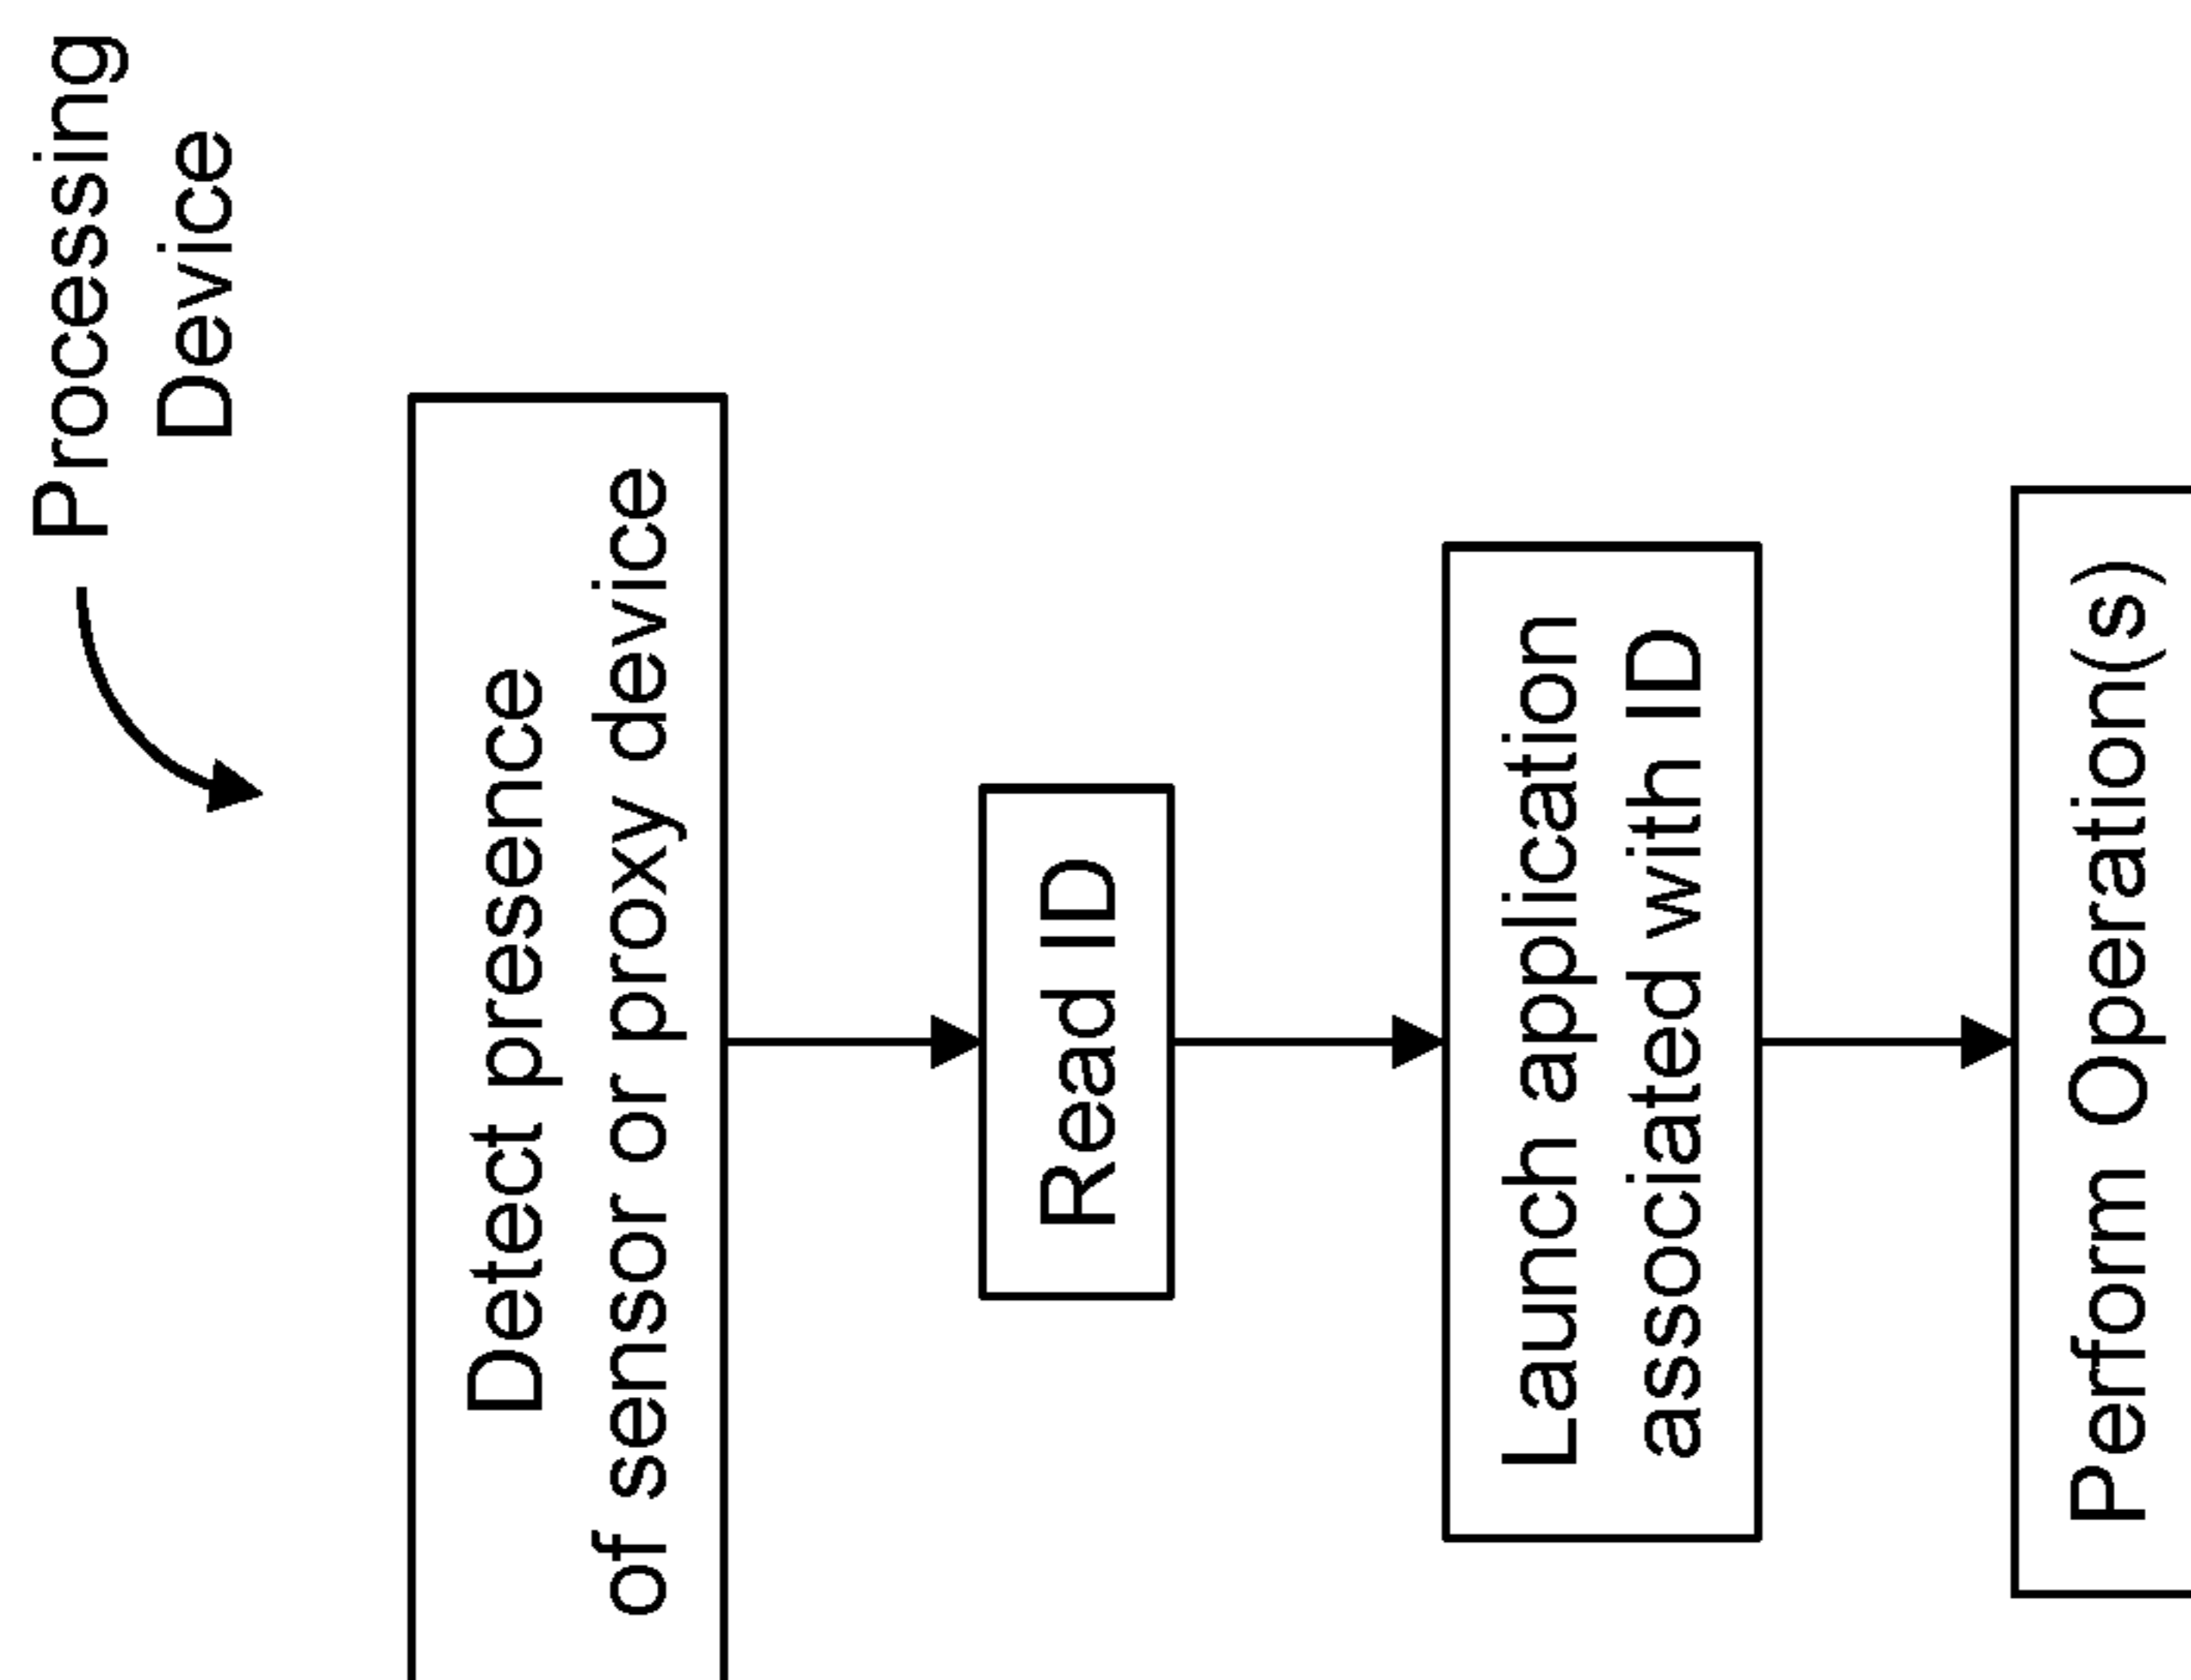 Processing
Device
Detect presence
of sensor or proxy device
Read ID
Launch application
associated with ID
Perform Operation(s)